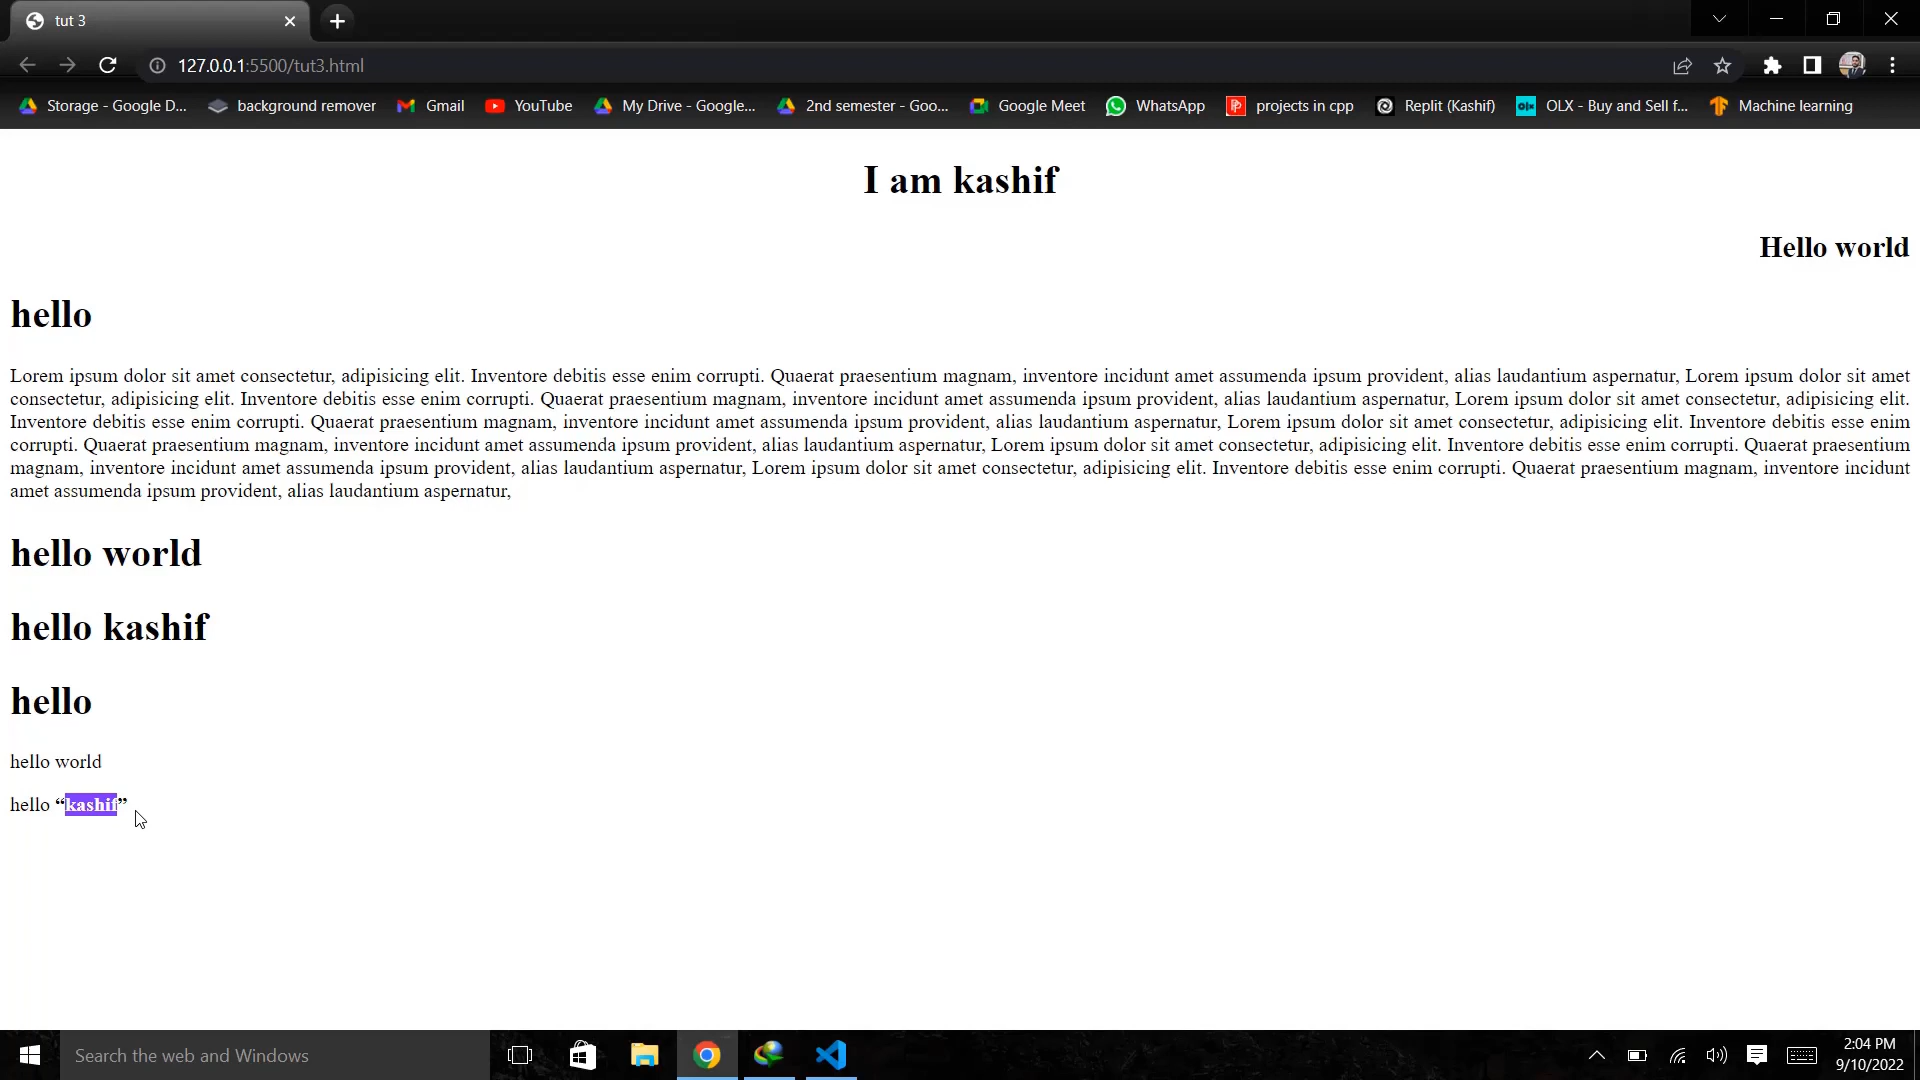 tut 3
127.0.0.1:5500/tut3.html
Storage - Google D... background remover Gmail YouTube My Drive - Google... 2nd semester - Goo... Google Meet WhatsApp projects in cpp Replit (Kashif) OLX - Buy and Sell f... Machine learning
I am kashif
Hello world
hello
Lorem ipsum dolor sit amet consectetur, adipisicing elit. Inventore debitis esse enim corrupti. Quaerat praesentium magnam, inventore incidunt amet assumenda ipsum provident, alias laudantium aspernatur, Lorem ipsum dolor sit amet
consectetur, adipisicing elit. Inventore debitis esse enim corrupti. Quaerat praesentium magnam, inventore incidunt amet assumenda ipsum provident, alias laudantium aspernatur, Lorem ipsum dolor sit amet consectetur, adipisicing elit.
Inventore debitis esse enim corrupti. Quaerat praesentium magnam, inventore incidunt amet assumenda ipsum provident, alias laudantium aspernatur, Lorem ipsum dolor sit amet consectetur, adipisicing elit. Inventore debitis esse enim
corrupti. Quaerat praesentium magnam, inventore incidunt amet assumenda ipsum provident, alias laudantium aspernatur, Lorem ipsum dolor sit amet consectetur, adipisicing elit. Inventore debitis esse enim corrupti. Quaerat praesentium
magnam, inventore incidunt amet assumenda ipsum provident, alias laudantium aspernatur, Lorem ipsum dolor sit amet consectetur, adipisicing elit. Inventore debitis esse enim corrupti. Quaerat praesentium magnam, inventore incidunt
amet assumenda ipsum provident, alias laudantium aspernatur,
hello world
hello kashif
hello
hello world
hello “kashif”
Search the web and Windows
2:04 PM
9/10/2022